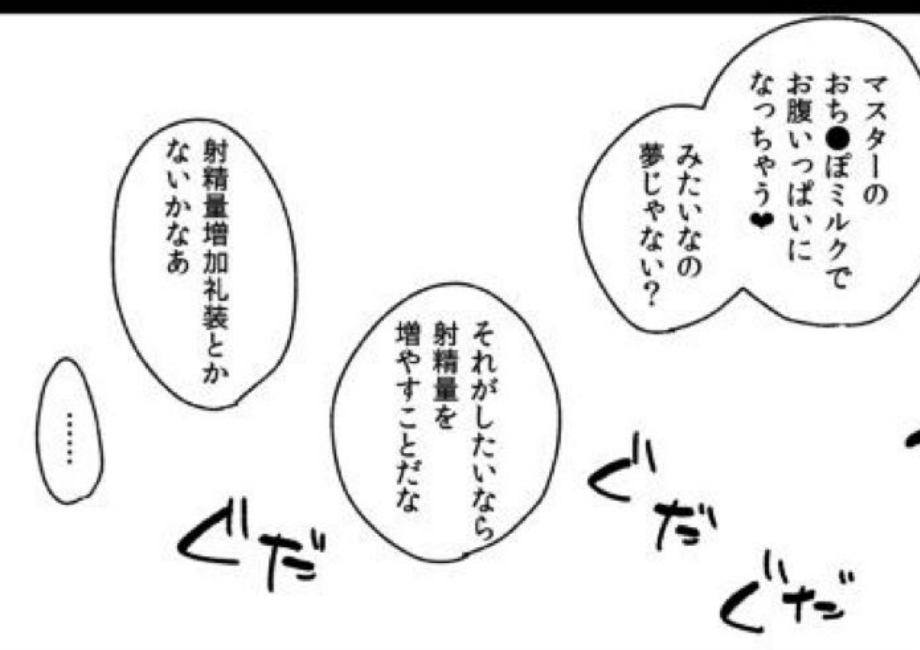 マスターの
おち●ぽミルクで
お腹いっぱいに
なっちゃう❤
みたいなの
夢じゃない？
それがしたいなら
射精量を
増やすことだな
射精量増加礼装とか
ないかなあ
……
ぐだ
ぐだ
ぐだ